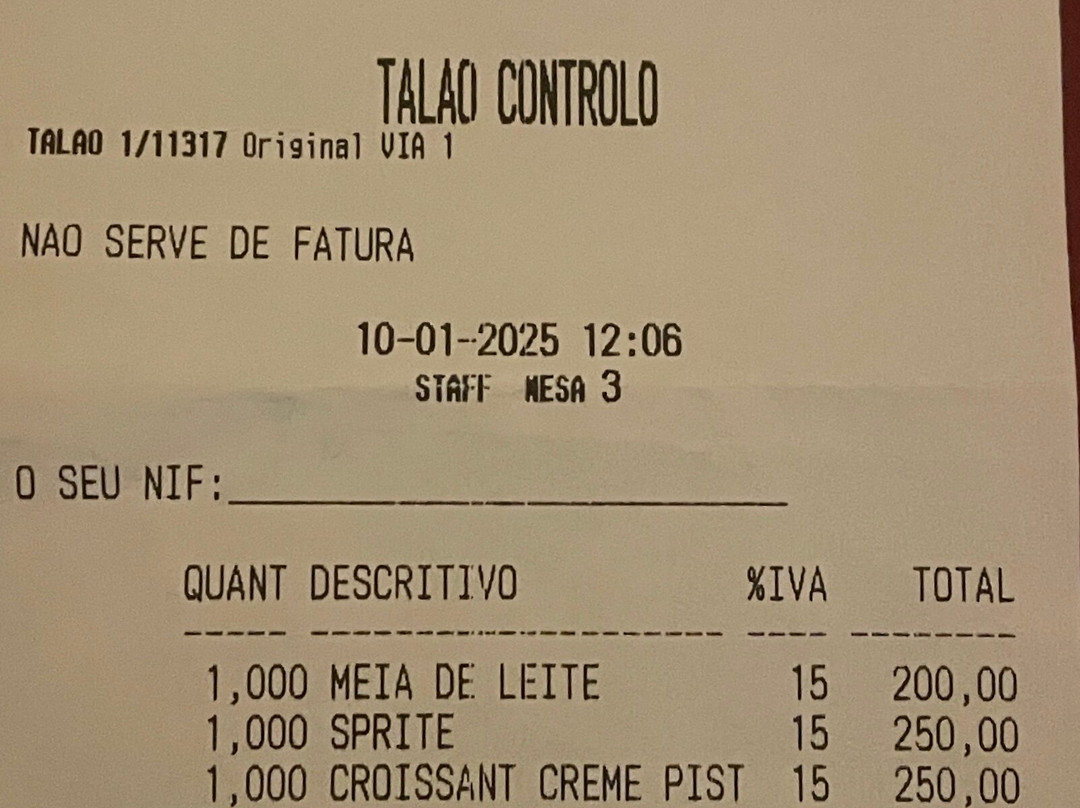 TALAO CONTROLO
TALAO 1/11317 Original VIA 1
NAO SERVE DE FATURA
10-01-2025 12:06
STAFF MESA 3
O SEU NIF:___________________________
QUANT DESCRITIVO %IVA TOTAL
----- -------------------- ---- --------
1,000 MEIA DE LEITE 15 200,00
1,000 SPRITE 15 250,00
1,000 CROISSANT CREME PIST 15 250,00